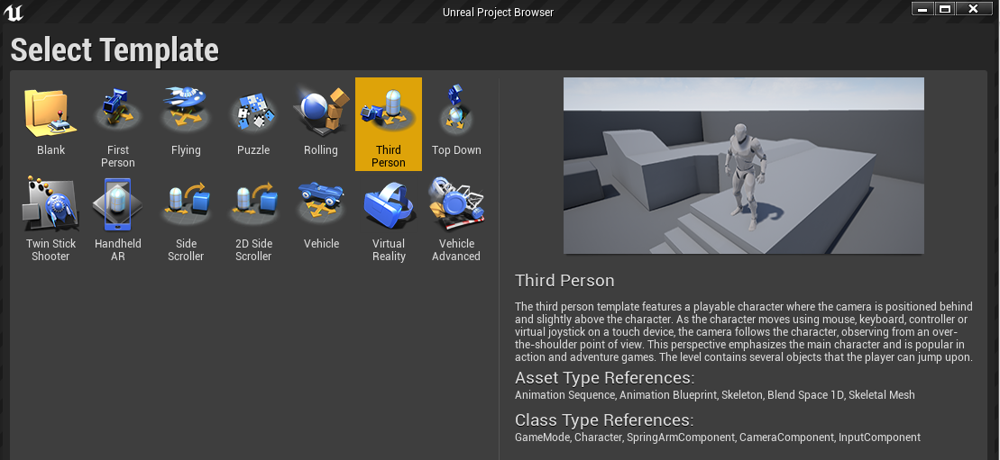 Unreal Project Browser
Select Template
Blank
First
Person
Flying
Puzzle
Rolling
Third
Person
Top Down
Twin Stick
Shooter
Handheld
AR
Side
Scroller
2D Side
Scroller
Vehicle
Virtual
Reality
Vehicle
Advanced
Third Person
The third person template features a playable character where the camera is positioned behind
and slightly above the character. As the character moves using mouse, keyboard, controller or
virtual joystick on a touch device, the camera follows the character, observing from an over-
the-shoulder point of view. This perspective emphasizes the main character and is popular in
action and adventure games. The level contains several objects that the player can jump upon.
Asset Type References:
Animation Sequence, Animation Blueprint, Skeleton, Blend Space 1D, Skeletal Mesh
Class Type References:
GameMode, Character, SpringArmComponent, CameraComponent, InputComponent